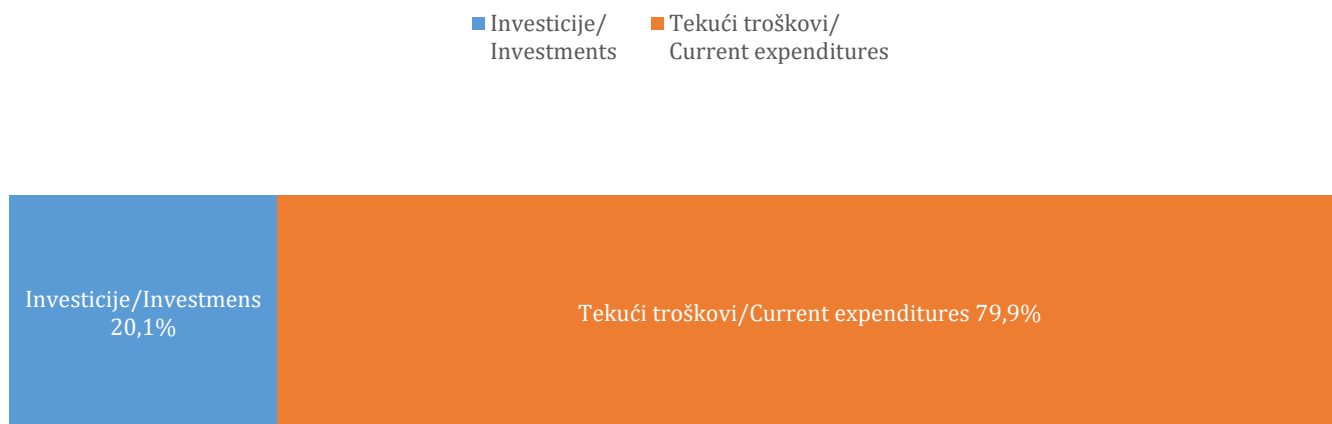 Investicije/
Investments
Tekući troškovi/
Current expenditures
Investicije/Investmens
20,1%
Tekući troškovi/Current expenditures 79,9%